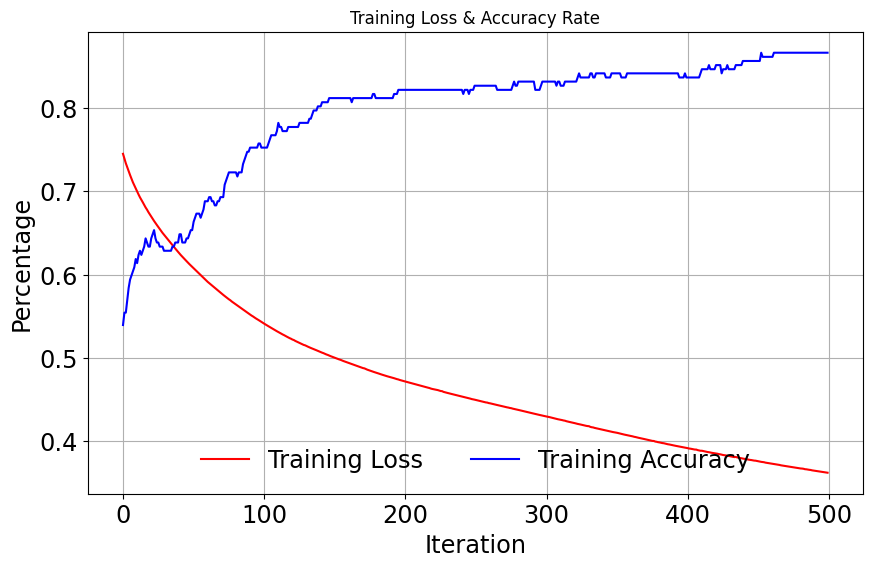 Training Loss & Accuracy Rate
Percentage
0.8
0.7
0.6
0.5
0.4
Training Loss
Training Accuracy
0
100
200
300
400
500
Iteration